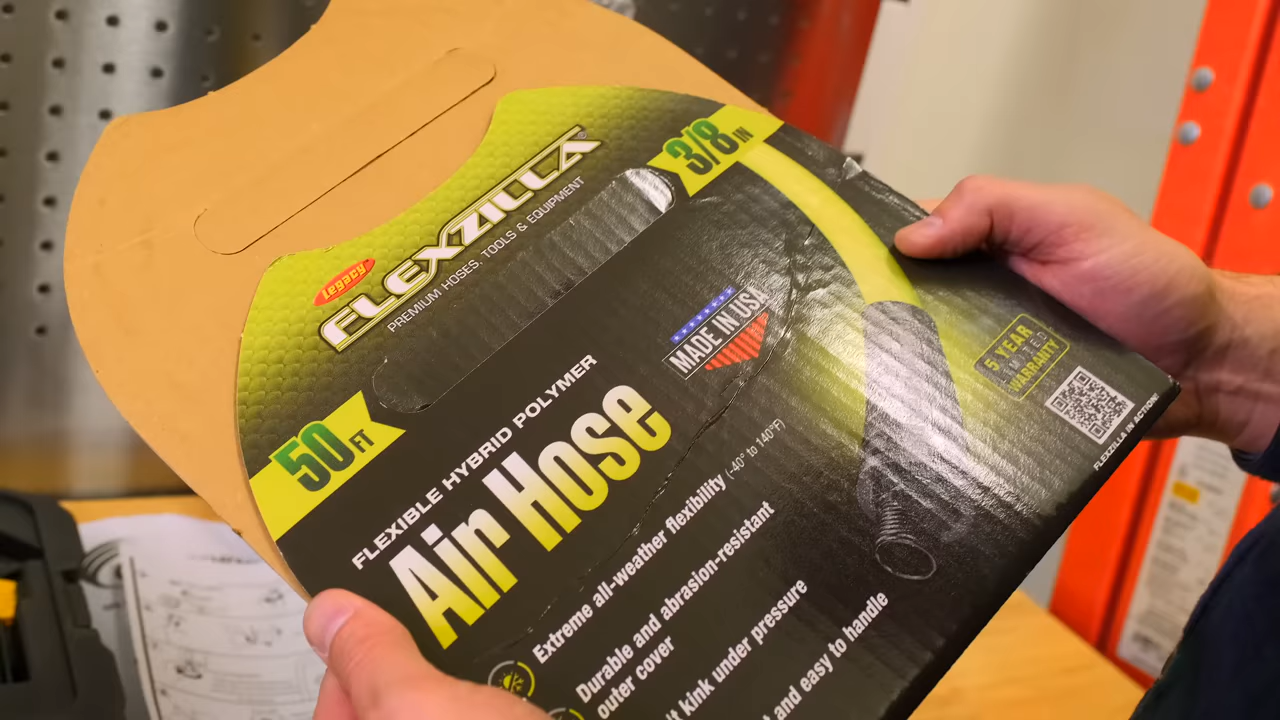 Legacy
FLEXZILLA®
PREMIUM HOSES, TOOLS & EQUIPMENT
3/8 IN
50 FT
MADE IN USA
5 YEAR
LIMITED
WARRANTY
FLEXZILLA IN ACTION!
FLEXIBLE HYBRID POLYMER
Air Hose
Extreme all-weather flexibility (-40° to 140°F)
Durable and abrasion-resistant
outer cover
kink under pressure
and easy to handle